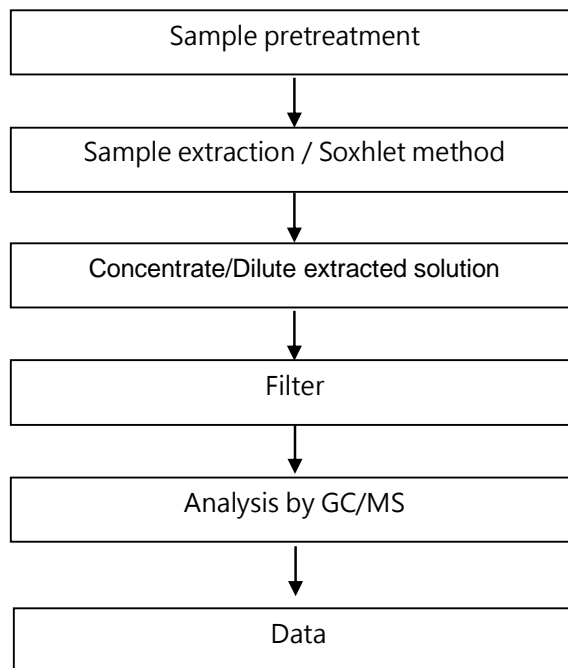 Sample pretreatment
Sample extraction / Soxhlet method
Concentrate/Dilute extracted solution
Filter
Analysis by GC/MS
Data